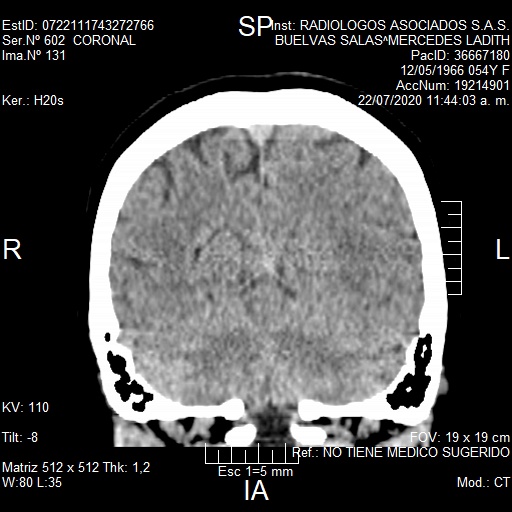 EstID: 0722111743272766
Ser.Nº 602 CORONAL
Ima.Nº 131
Ker.: H20s
SP
Inst: RADIOLOGOS ASOCIADOS S.A.S.
BUELVAS SALAS^MERCEDES LADITH
PacID: 36667180
12/05/1966 054Y F
AccNum: 19214901
22/07/2020 11:44:03 a. m.
R
L
KV: 110
Tilt: -8
Matriz 512 x 512 Thk: 1,2
W:80 L:35
Esc 1=5 mm
IA
FOV: 19 x 19 cm
Ref.: NO TIENE MEDICO SUGERIDO
Mod.: CT